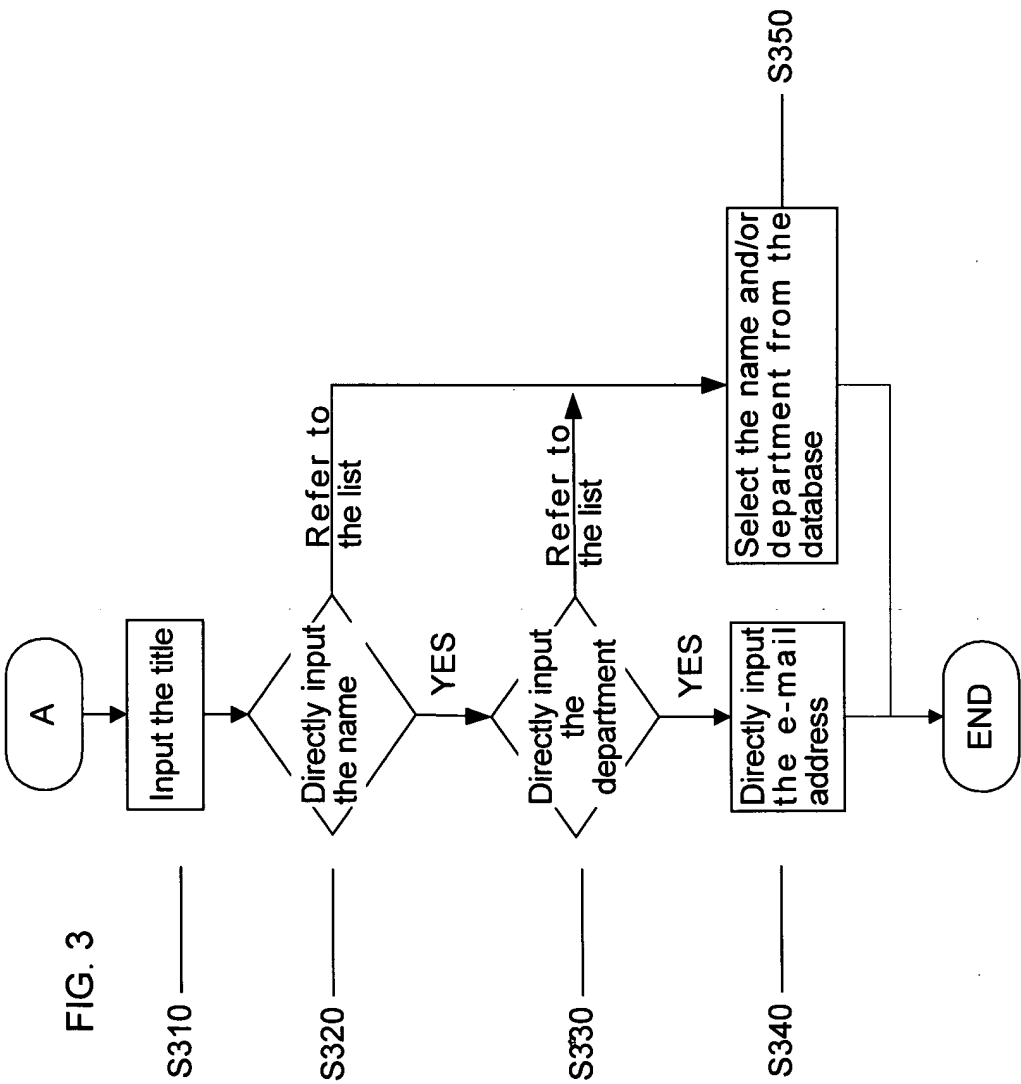 FIG. 3
A
S310
Input the title
S320
Directly input
the name
Refer to
the list
YES
S330
Directly input
the
department
Refer to
the list
YES
S340
Directly input
the e-mail
address
Select the name and/or
department from the
database
S350
END